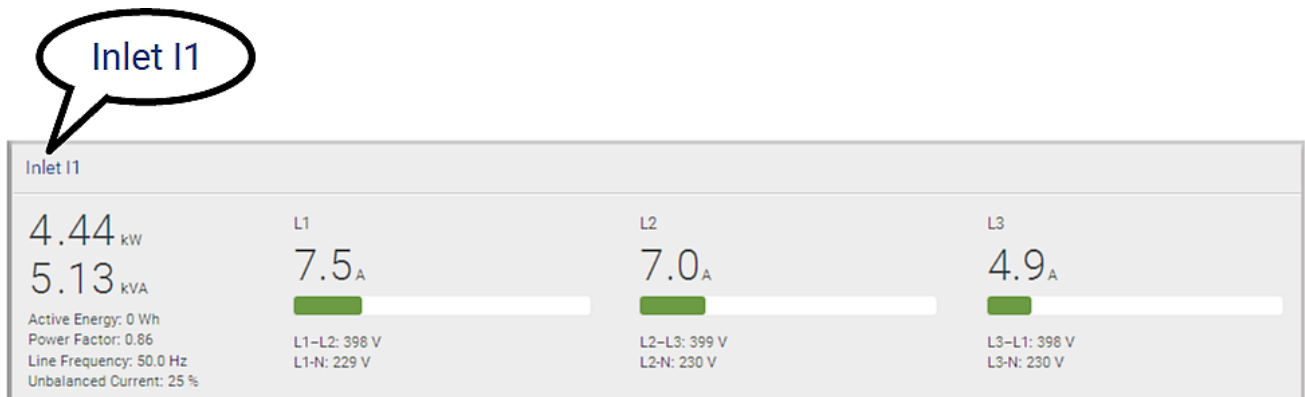 Inlet I1
Inlet I1
4.44 kW
5.13 kVA
Active Energy: 0 Wh
Power Factor: 0.86
Line Frequency: 50.0 Hz
Unbalanced Current: 25 %
L1
7.5 A
L1–L2: 398 V
L1-N: 229 V
L2
7.0 A
L2–L3: 399 V
L2-N: 230 V
L3
4.9 A
L3–L1: 398 V
L3-N: 230 V